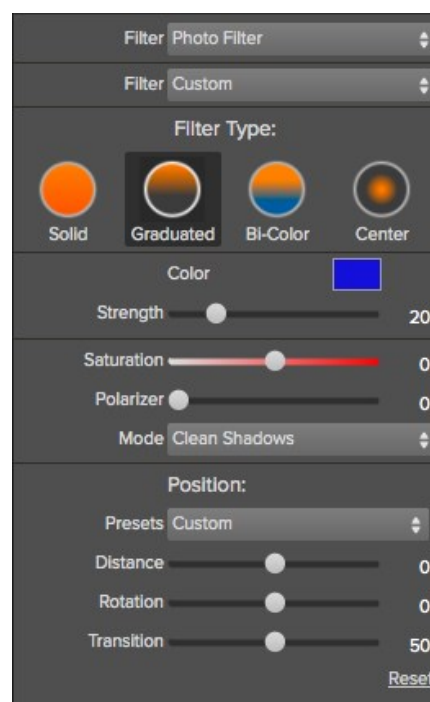 Filter Photo Filter
Filter Custom
Filter Type:
Solid Graduated Bi-Color Center
Color
Strength 20
Saturation 0
Polarizer 0
Mode Clean Shadows
Position:
Presets Custom
Distance 0
Rotation 0
Transition 50
Reset